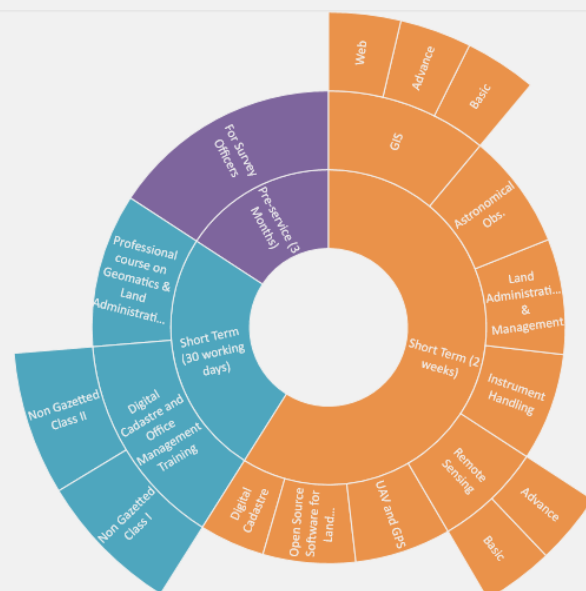 Web
Advance
Basic
GIS
Astronomical
Obs.
Land
Administrati...
&
Management
Instrument
Handling
Remote
Sensing
Advance
Basic
UAV and GPS
Open Source
Software for
Land...
Digital
Cadastre
Short Term (2
weeks)
Short Term
(30 working
days)
Digital
Cadastre and
Office
Management
Training
Non Gazetted
Class I
Non Gazetted
Class II
Professional
course on
Geomatics &
Land
Administrati...
Pre-service (3
Months)
For Survey
Officers